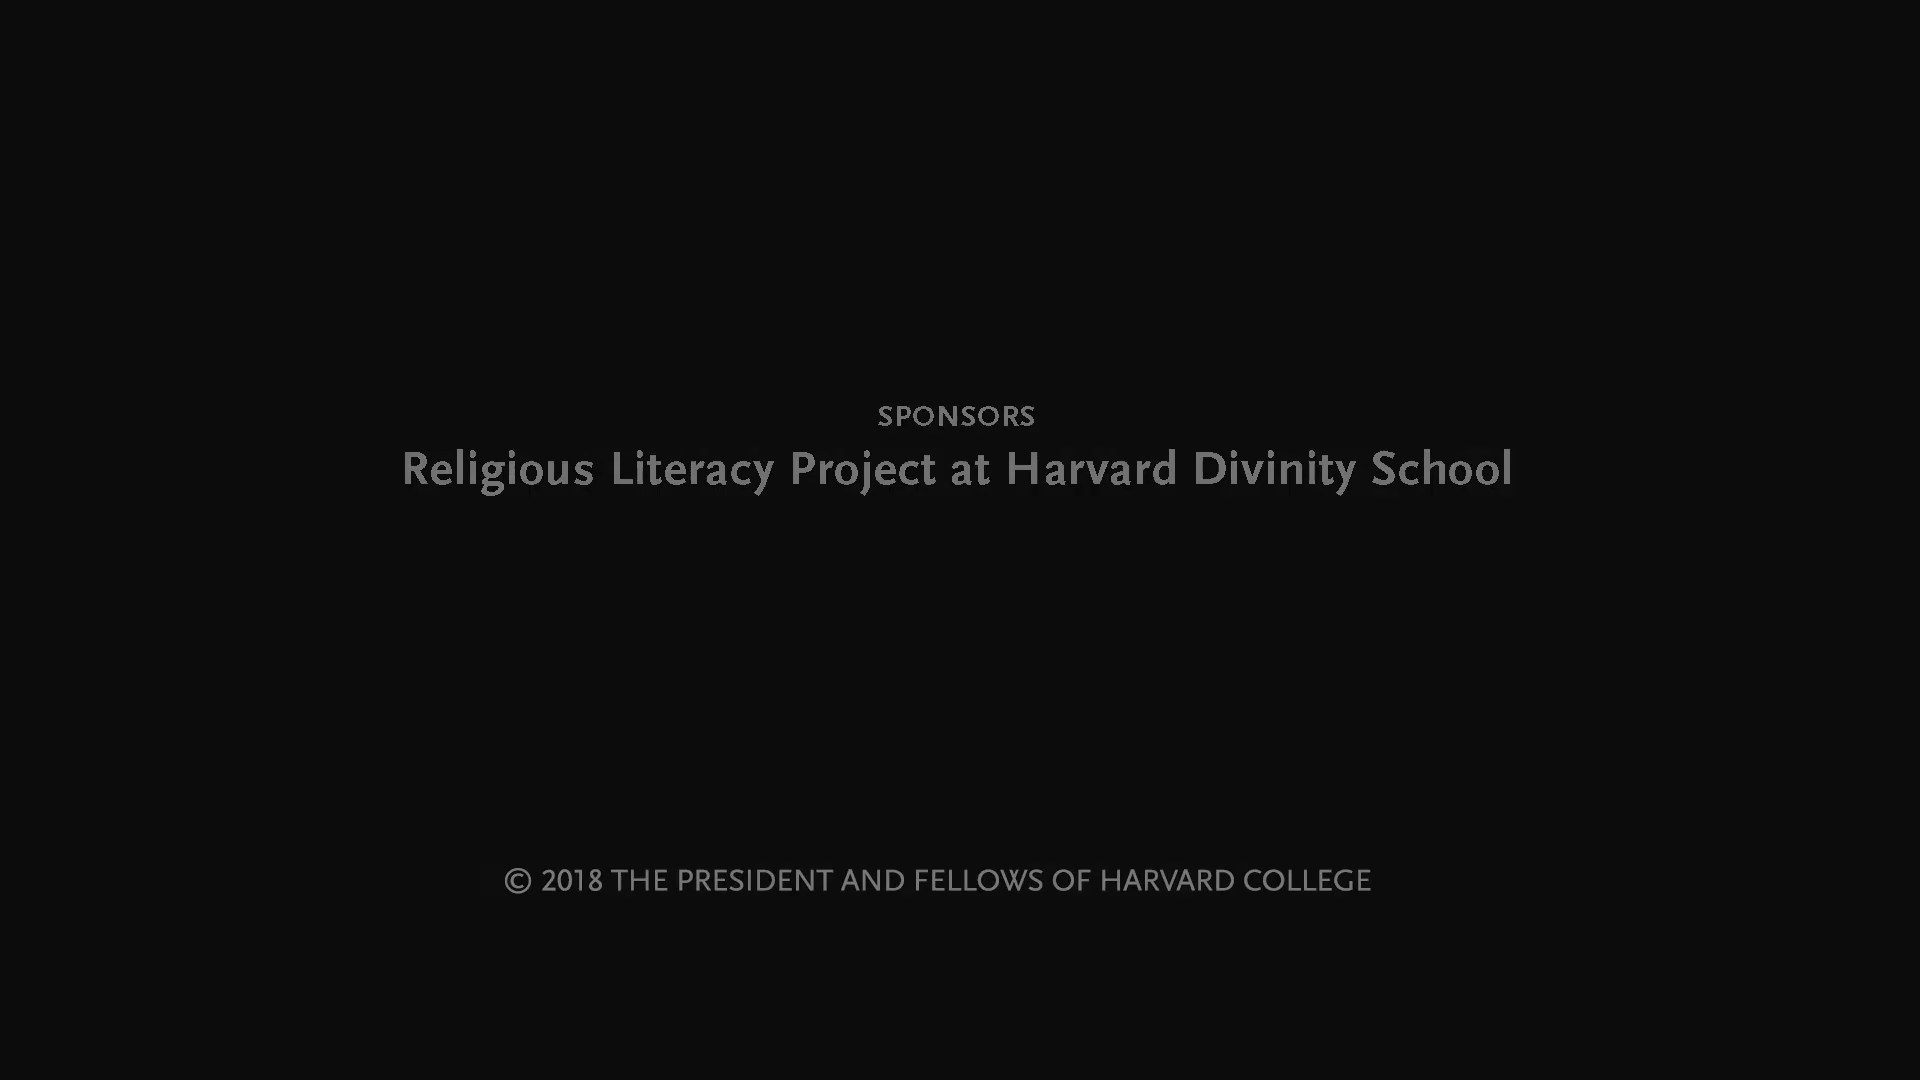 SPONSORS
Religious Literacy Project at Harvard Divinity School
© 2018 THE PRESIDENT AND FELLOWS OF HARVARD COLLEGE